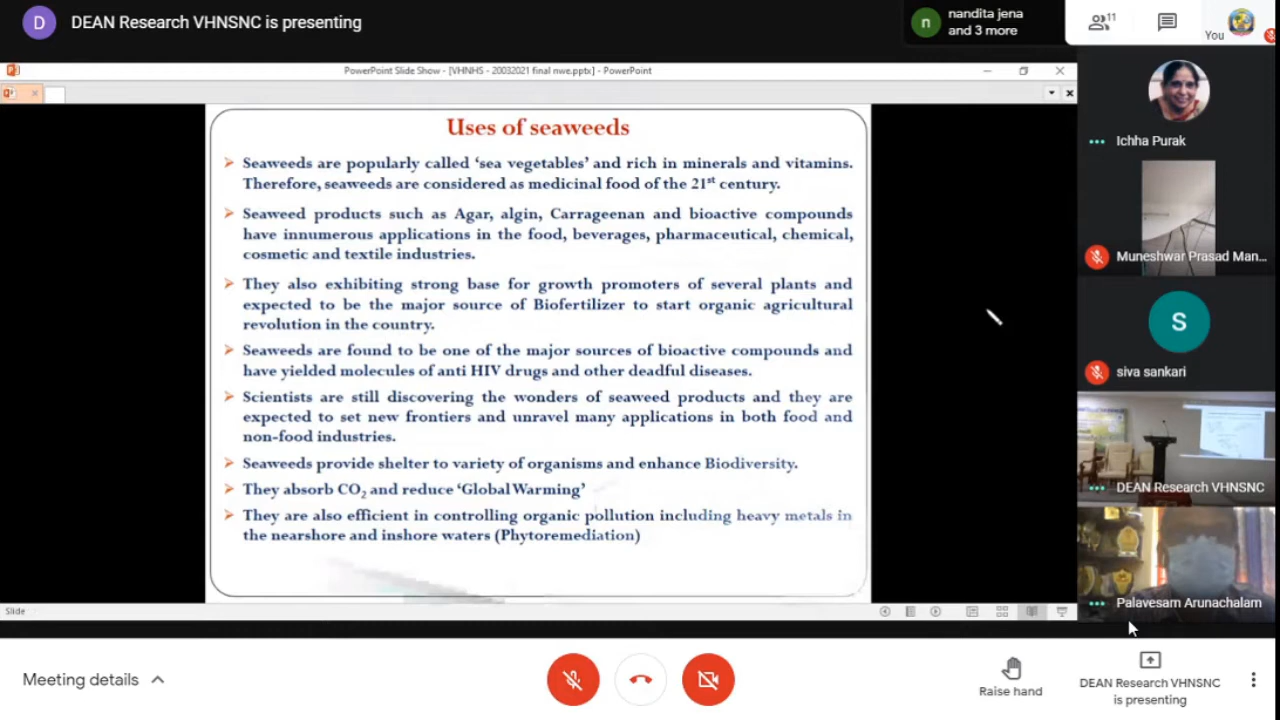 D DEAN Research VHNSNC is presenting
n nandita jena
and 3 more
11
You
PowerPoint Slide Show - [VHNHS - 20032021 final nwe.pptx] - PowerPoint
Uses of seaweeds
➤ Seaweeds are popularly called ‘sea vegetables’ and rich in minerals and vitamins.
Therefore, seaweeds are considered as medicinal food of the 21st century.
➤ Seaweed products such as Agar, algin, Carrageenan and bioactive compounds
have innumerous applications in the food, beverages, pharmaceutical, chemical,
cosmetic and textile industries.
➤ They also exhibiting strong base for growth promoters of several plants and
expected to be the major source of Biofertilizer to start organic agricultural
revolution in the country.
➤ Seaweeds are found to be one of the major sources of bioactive compounds and
have yielded molecules of anti HIV drugs and other deadful diseases.
➤ Scientists are still discovering the wonders of seaweed products and they are
expected to set new frontiers and unravel many applications in both food and
non-food industries.
➤ Seaweeds provide shelter to variety of organisms and enhance Biodiversity.
➤ They absorb CO₂ and reduce ‘Global Warming’
➤ They are also efficient in controlling organic pollution including heavy metals in
the nearshore and inshore waters (Phytoremediation)
Slide
Ichha Purak
Muneshwar Prasad Man...
S
siva sankari
DEAN Research VHNSNC
Palavesam Arunachalam
Meeting details
Raise hand
DEAN Research VHNSNC
is presenting